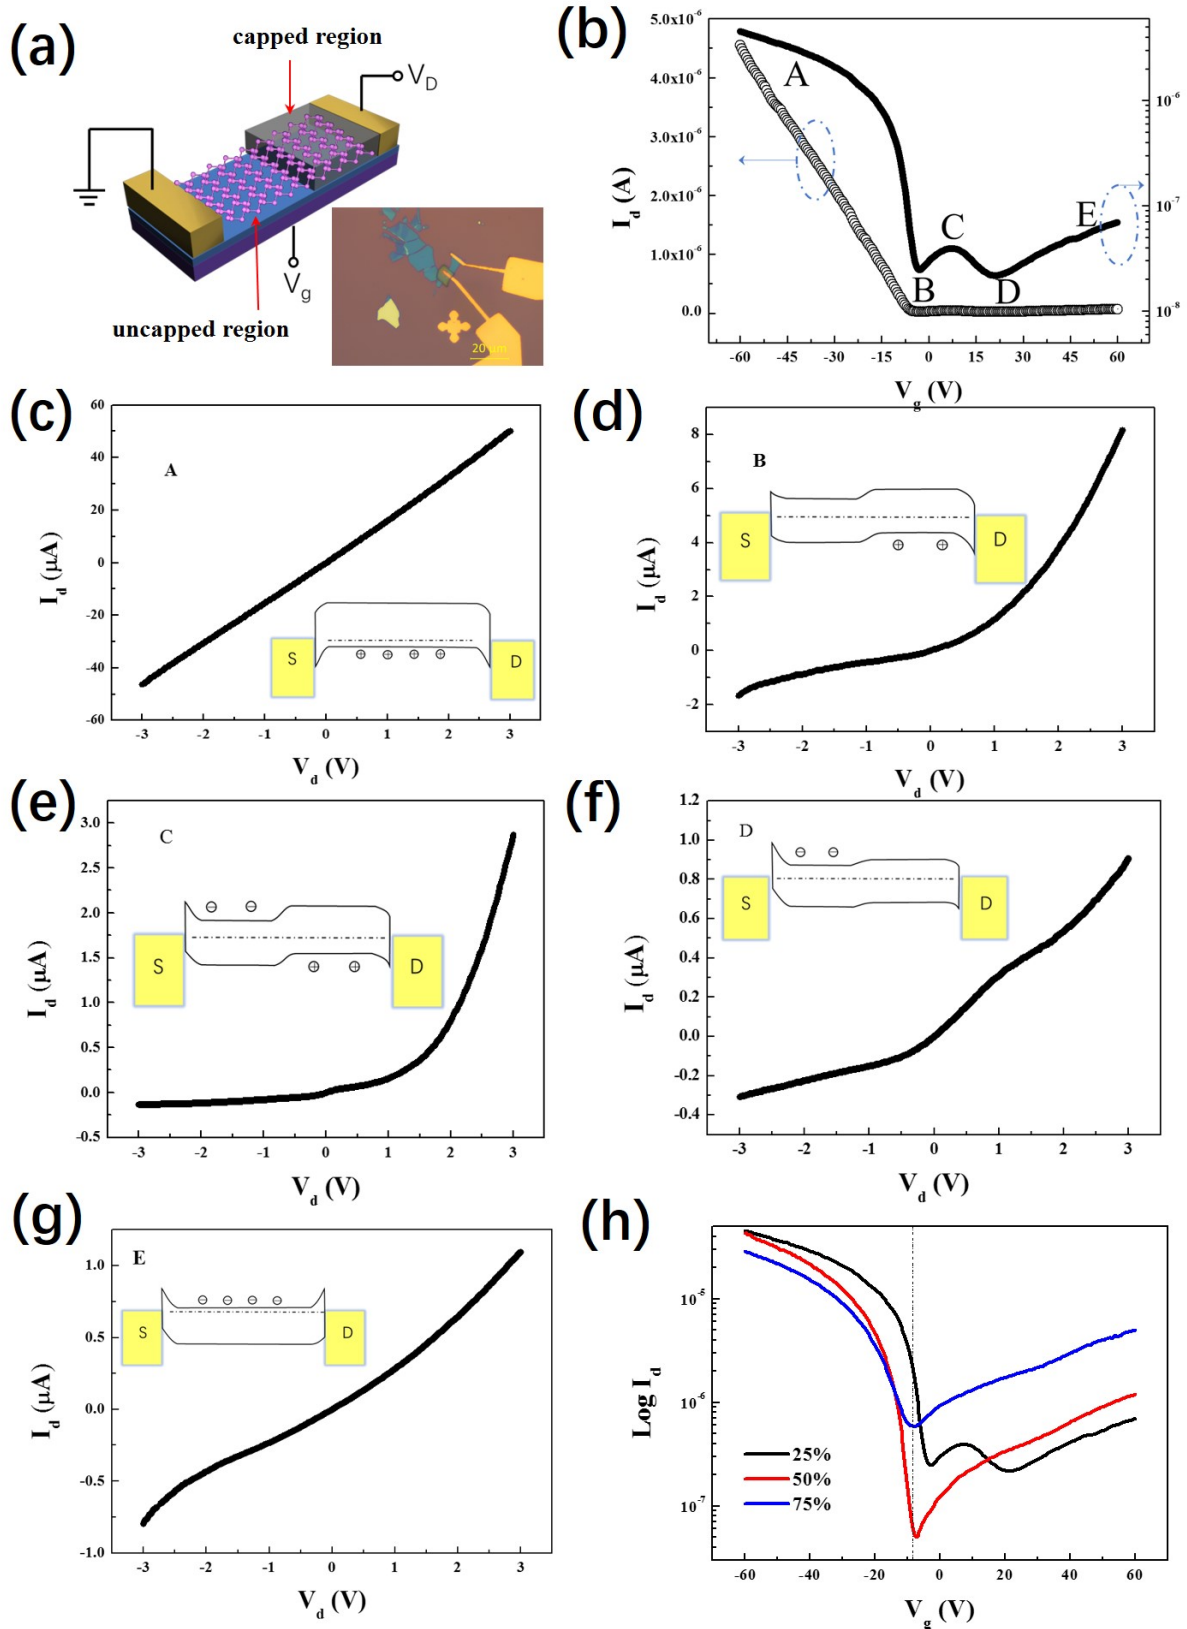 (a)
capped region
V_D
V_g
uncapped region
20 µm
(b)
5.0x10⁻⁶
4.0x10⁻⁶
3.0x10⁻⁶
2.0x10⁻⁶
1.0x10⁻⁶
0.0
I_d (A)
10⁻⁶
10⁻⁷
10⁻⁸
A
B
C
D
E
-60 -45 -30 -15 0 15 30 45 60
V_g (V)
(c)
60
40
20
0
-20
-40
-60
I_d (µA)
A
S D
-3 -2 -1 0 1 2 3
V_d (V)
(d)
8
6
4
2
0
-2
I_d (µA)
B
S D
-3 -2 -1 0 1 2 3
V_d (V)
(e)
3.0
2.5
2.0
1.5
1.0
0.5
0.0
-0.5
I_d (µA)
C
S D
-3 -2 -1 0 1 2 3
V_d (V)
(f)
1.2
1.0
0.8
0.6
0.4
0.2
0.0
-0.2
-0.4
I_d (µA)
D
S D
-3 -2 -1 0 1 2 3
V_d (V)
(g)
1.0
0.5
0.0
-0.5
-1.0
I_d (µA)
E
S D
-3 -2 -1 0 1 2 3
V_d (V)
(h)
10⁻⁵
10⁻⁶
10⁻⁷
Log I_d
25%
50%
75%
-60 -40 -20 0 20 40 60
V_g (V)